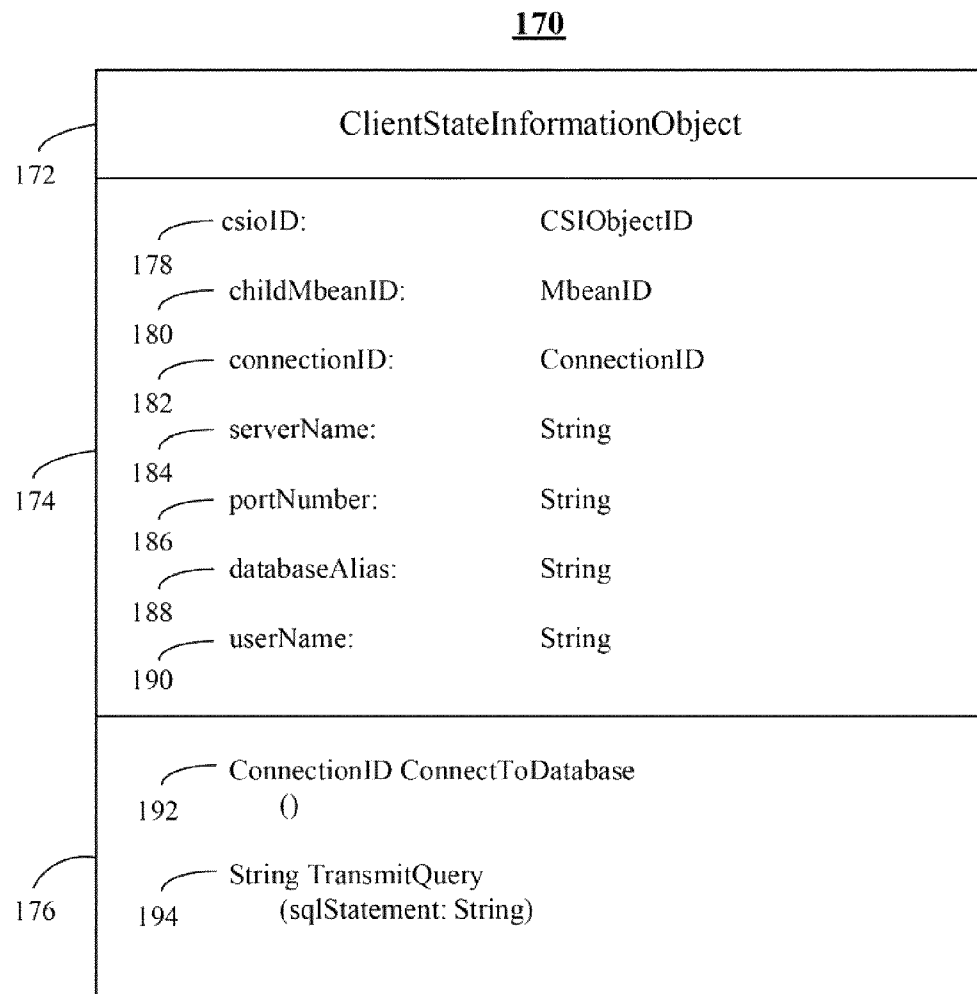 170
ClientStateInformationObject
172
csioID: CSIObjectID
178
childMbeanID: MbeanID
180
connectionID: ConnectionID
182
serverName: String
184
174
portNumber: String
186
databaseAlias: String
188
userName: String
190
ConnectionID ConnectToDatabase
192 ()
String TransmitQuery
176 194 (sqlStatement: String)